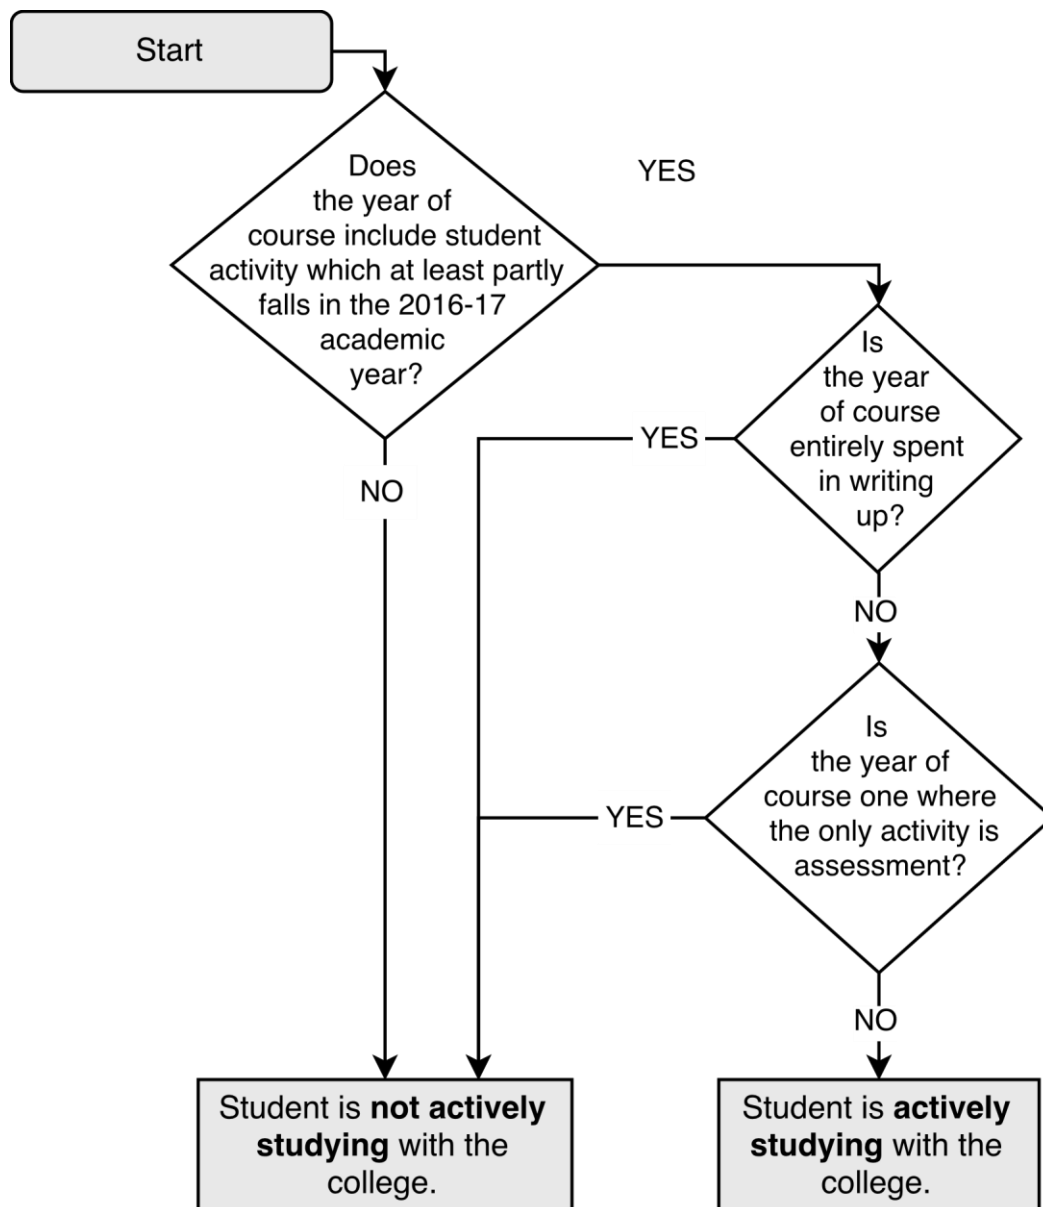 Start
Does
the year of
course include student
activity which at least partly
falls in the 2016-17
academic
year?
YES
Is
the year
of course
entirely spent
in writing
up?
YES
NO
NO
Is
the year of
course one where
the only activity is
assessment?
YES
NO
Student is not actively
studying with the
college.
Student is actively
studying with the
college.